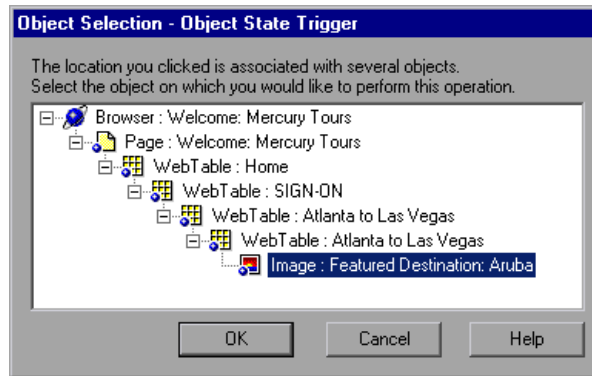 Object Selection - Object State Trigger
The location you clicked is associated with several objects.
Select the object on which you would like to perform this operation.
Browser : Welcome: Mercury Tours
Page : Welcome: Mercury Tours
WebTable : Home
WebTable : SIGN-ON
WebTable : Atlanta to Las Vegas
WebTable : Atlanta to Las Vegas
Image : Featured Destination: Aruba
OK Cancel Help